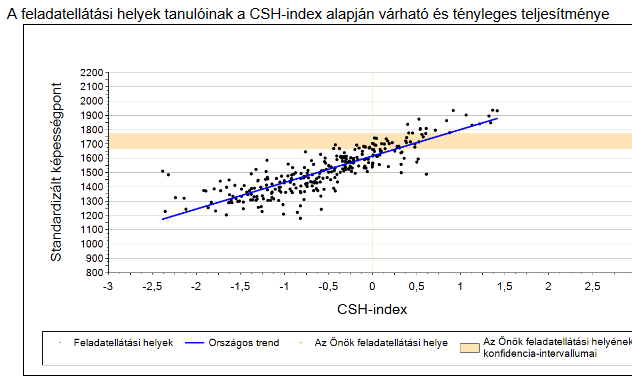 A feladatellátási helyek tanulóinak a CSH-index alapján várható és tényleges teljesítménye
2200
2100
2000
1900
1800
1700
1600
1500
1400
1300
1200
1100
1000
900
800
Standardizált képességpont
-3 -2,5 -2 -1,5 -1 -0,5 0 0,5 1 1,5 2 2,5
CSH-index
Feladatellátási helyek Országos trend Az Önök feladatellátási helye Az Önök feladatellátási helyének
konfidencia-intervallumai